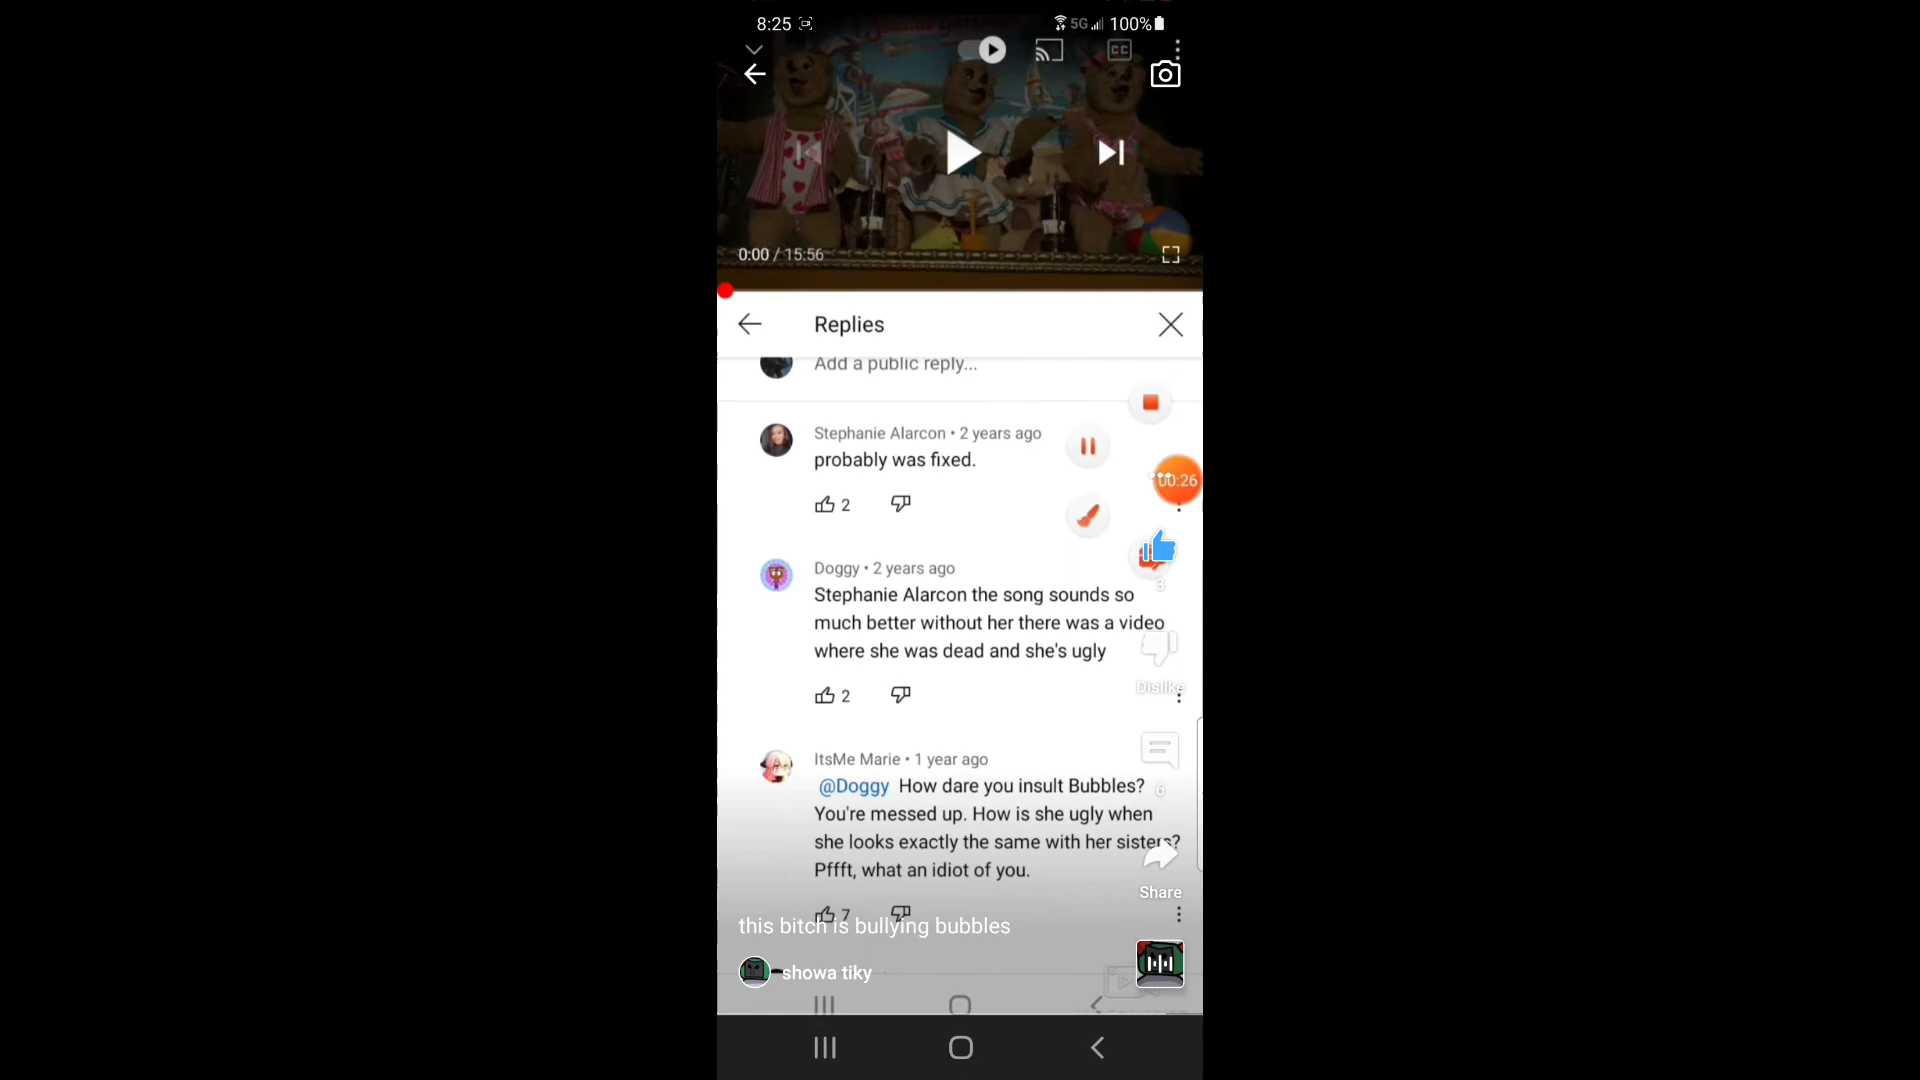 8:25
5G 100%
CC
0:00 / 15:56
Replies
Add a public reply...
Stephanie Alarcon • 2 years ago
probably was fixed.
00:26
2
Doggy • 2 years ago
3
Stephanie Alarcon the song sounds so
much better without her there was a video
where she was dead and she's ugly
Dislike
2
ItsMe Marie • 1 year ago
@Doggy How dare you insult Bubbles?
6
You're messed up. How is she ugly when
she looks exactly the same with her sisters?
Pffft, what an idiot of you.
Share
7
this bitch is bullying bubbles
showa tiky